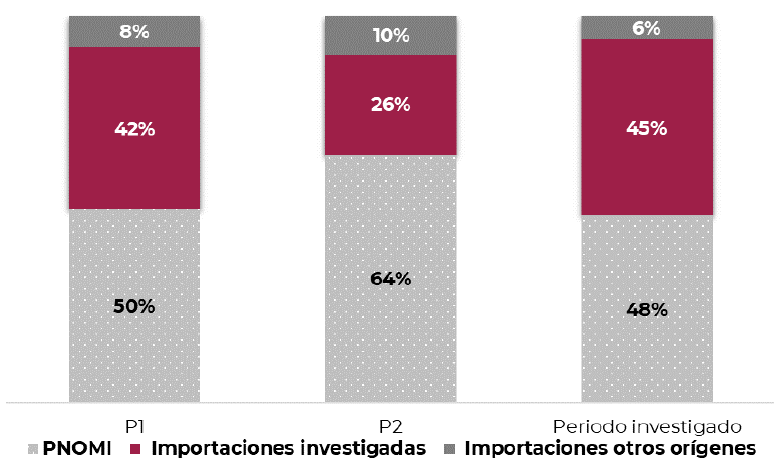 8%
10%
6%
42%
26%
45%
50%
64%
48%
P1
P2
Periodo investigado
PNOMI
Importaciones investigadas
Importaciones otros orígenes